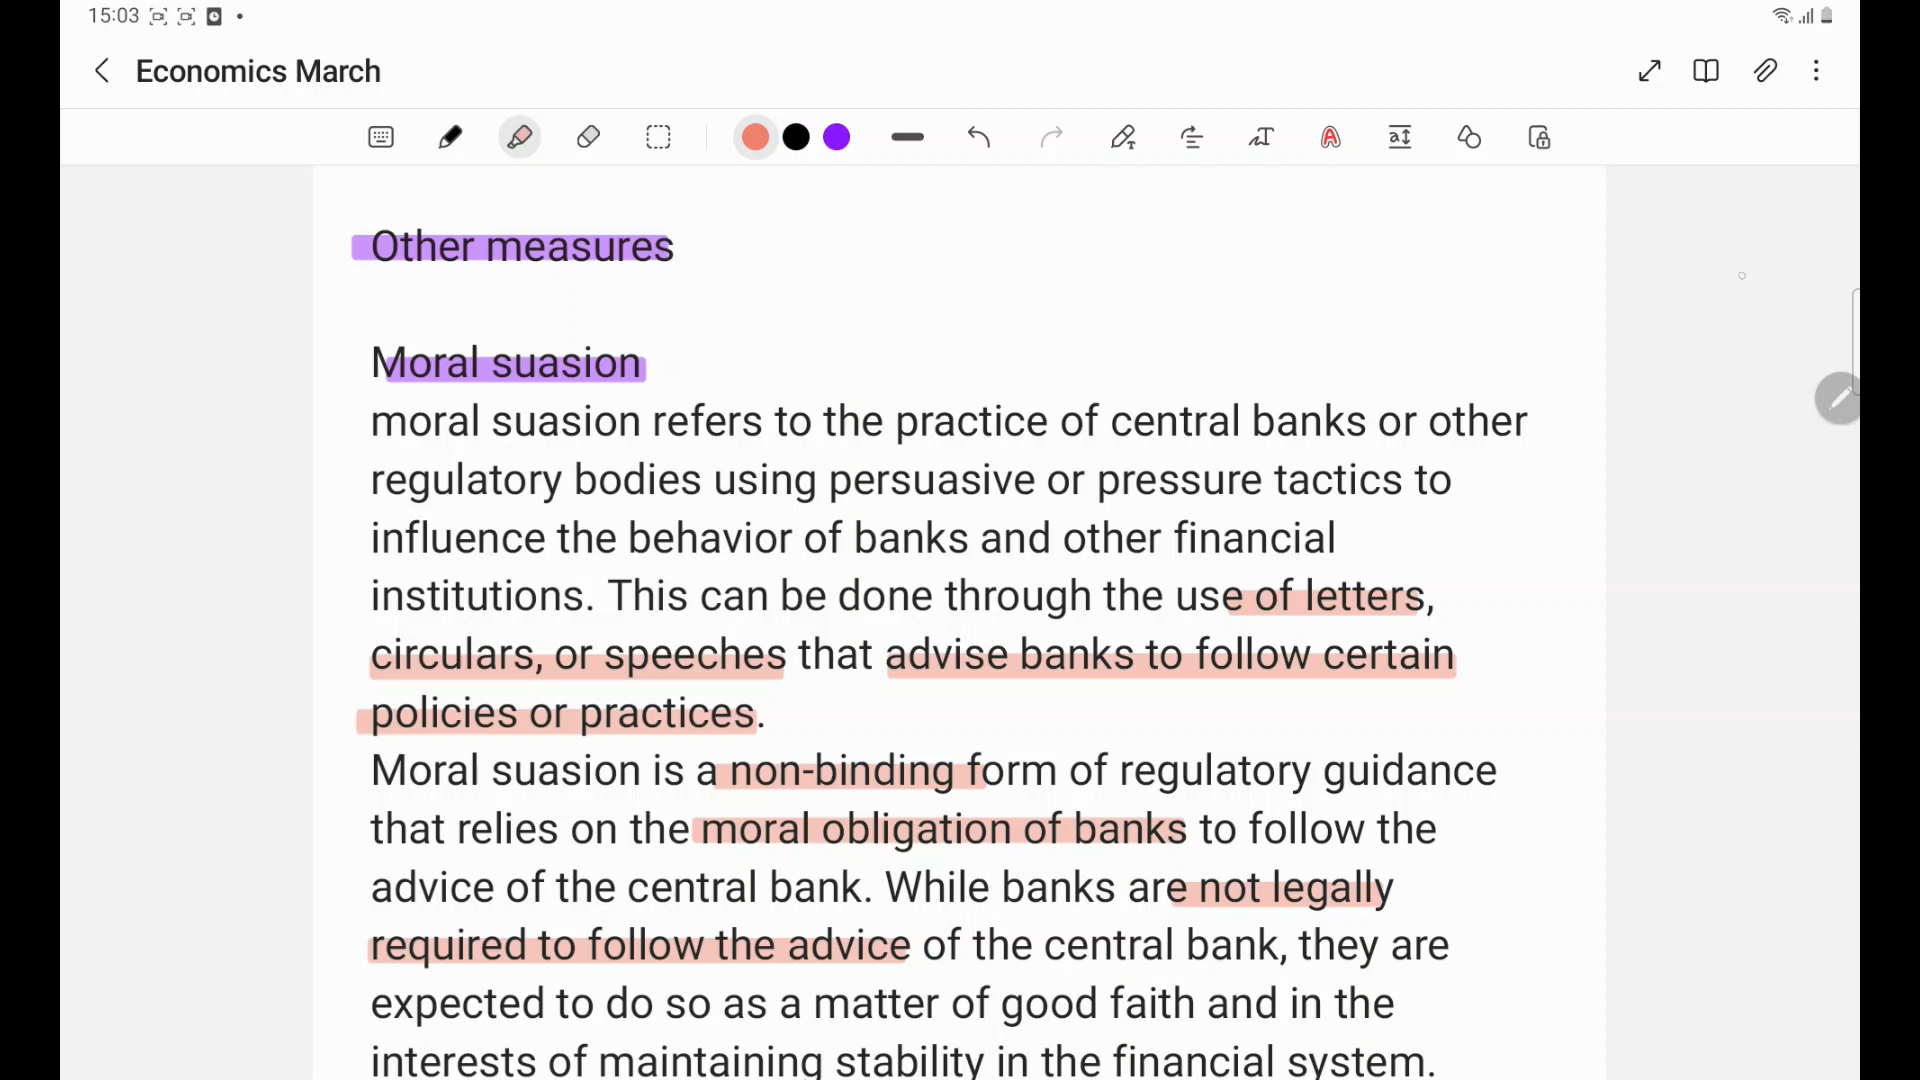 15:03
Economics March
Other measures
Moral suasion
moral suasion refers to the practice of central banks or other
regulatory bodies using persuasive or pressure tactics to
influence the behavior of banks and other financial
institutions. This can be done through the use of letters,
circulars, or speeches that advise banks to follow certain
policies or practices.
Moral suasion is a non-binding form of regulatory guidance
that relies on the moral obligation of banks to follow the
advice of the central bank. While banks are not legally
required to follow the advice of the central bank, they are
expected to do so as a matter of good faith and in the
interests of maintaining stability in the financial system.